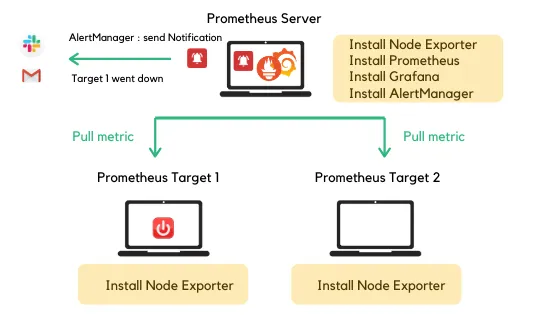 Prometheus Server
AlertManager : send Notification
Target 1 went down
Install Node Exporter
Install Prometheus
Install Grafana
Install AlertManager
Pull metric
Pull metric
Prometheus Target 1
Prometheus Target 2
Install Node Exporter
Install Node Exporter